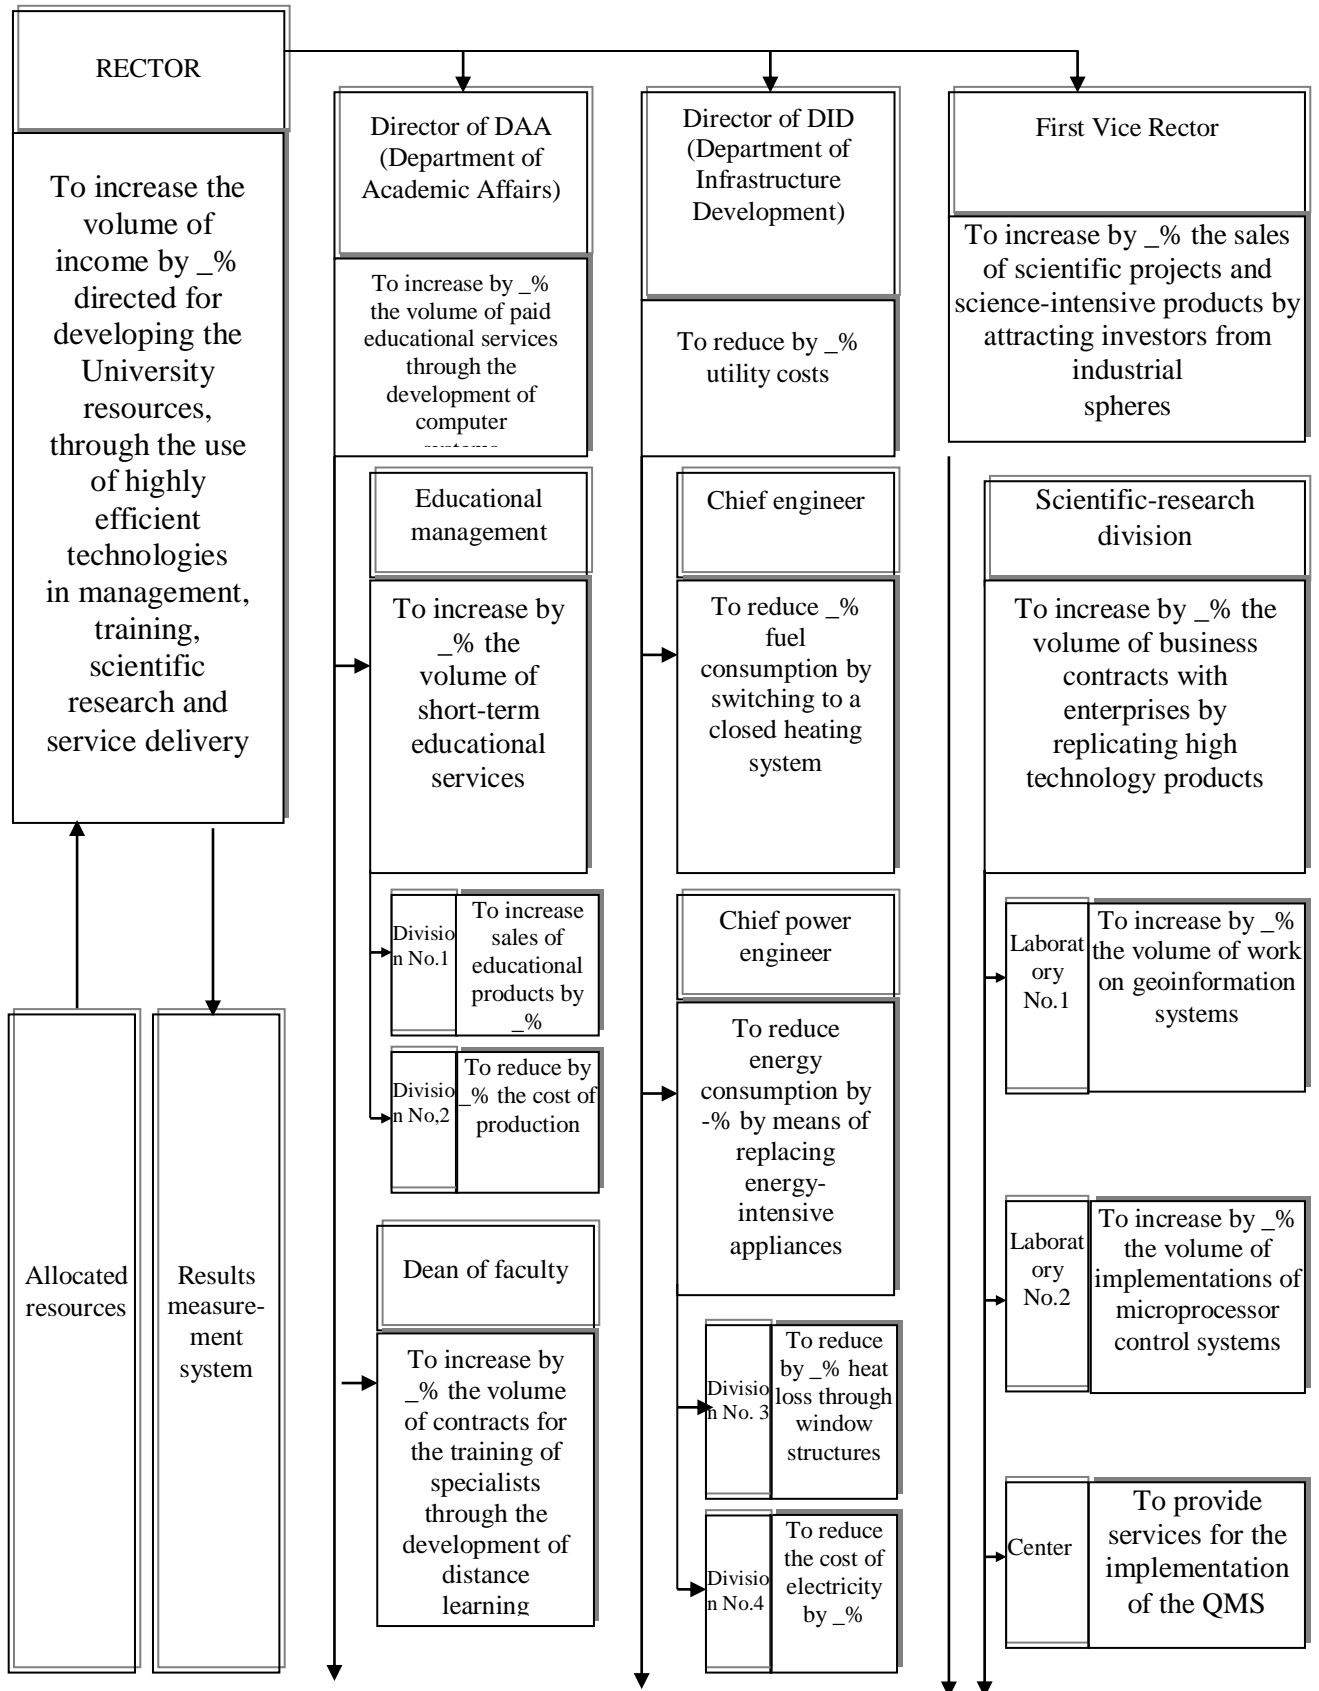 RECTOR
To increase the
volume of
income by _%
directed for
developing the
University
resources,
through the use
of highly
efficient
technologies
in management,
training,
scientific
research and
service delivery
Allocated
resources
Results
measure-
ment
system
Director of DAA
(Department of
Academic Affairs)
To increase by _%
the volume of paid
educational services
through the
development of
computer
Educational
management
To increase by
_% the
volume of
short-term
educational
services
Divisio
n No.1
To increase
sales of
educational
products by
_%
Divisio
n No,2
To reduce by
_% the cost of
production
Dean of faculty
To increase by
_% the volume
of contracts for
the training of
specialists
through the
development of
distance
learning
Director of DID
(Department of
Infrastructure
Development)
To reduce by _%
utility costs
Chief engineer
To reduce _%
fuel
consumption by
switching to a
closed heating
system
Chief power
engineer
To reduce
energy
consumption by
-% by means of
replacing
energy-
intensive
appliances
Divisio
n No. 3
To reduce
by _% heat
loss through
window
structures
Divisio
n No.4
To reduce
the cost of
electricity
by _%
First Vice Rector
To increase by _% the sales
of scientific projects and
science-intensive products by
attracting investors from
industrial
spheres
Scientific-research
division
To increase by _% the
volume of business
contracts with
enterprises by
replicating high
technology products
Laborat
ory
No.1
To increase by _%
the volume of work
on geoinformation
systems
Laborat
ory
No.2
To increase by _%
the volume of
implementations of
microprocessor
control systems
Center
To provide
services for the
implementation
of the QMS